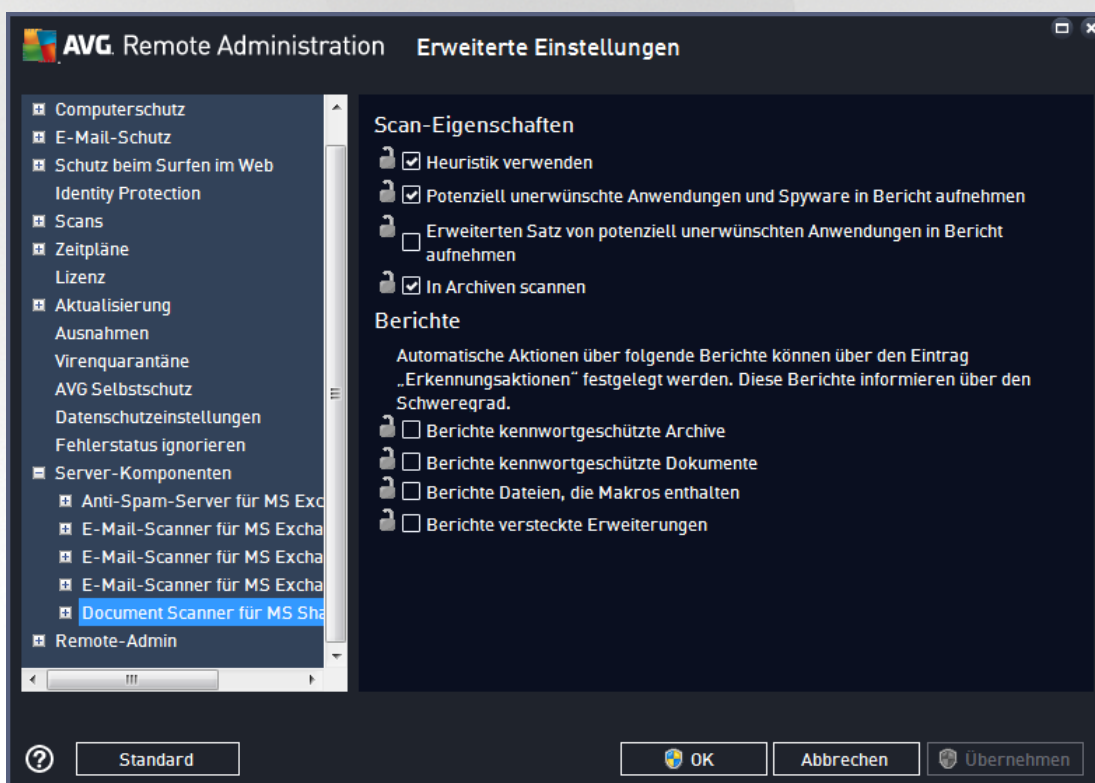 AVG. Remote Administration Erweiterte Einstellungen
Computerschutz
E-Mail-Schutz
Schutz beim Surfen im Web
Identity Protection
Scans
Zeitpläne
Lizenz
Aktualisierung
Ausnahmen
Virenquarantäne
AVG Selbstschutz
Datenschutzeinstellungen
Fehlerstatus ignorieren
Server-Komponenten
Anti-Spam-Server für MS Exc
E-Mail-Scanner für MS Excha
E-Mail-Scanner für MS Excha
E-Mail-Scanner für MS Excha
Document Scanner für MS Sha
Remote-Admin
Scan-Eigenschaften
Heuristik verwenden
Potenziell unerwünschte Anwendungen und Spyware in Bericht aufnehmen
Erweiterten Satz von potenziell unerwünschten Anwendungen in Bericht
aufnehmen
In Archiven scannen
Berichte
Automatische Aktionen über folgende Berichte können über den Eintrag
„Erkennungsaktionen“ festgelegt werden. Diese Berichte informieren über den
Schweregrad.
Berichte kennwortgeschützte Archive
Berichte kennwortgeschützte Dokumente
Berichte Dateien, die Makros enthalten
Berichte versteckte Erweiterungen
? Standard OK Abbrechen Übernehmen